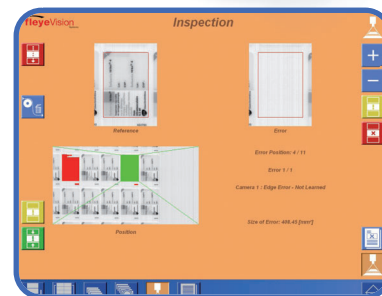 HeyeVision
Inspection
Reference
Error
Error Position: 4 / 11
Error 1 / 1
Camera 1 : Edge Error - Not Learned
Position
Size of Error: 406.45 [mm²]